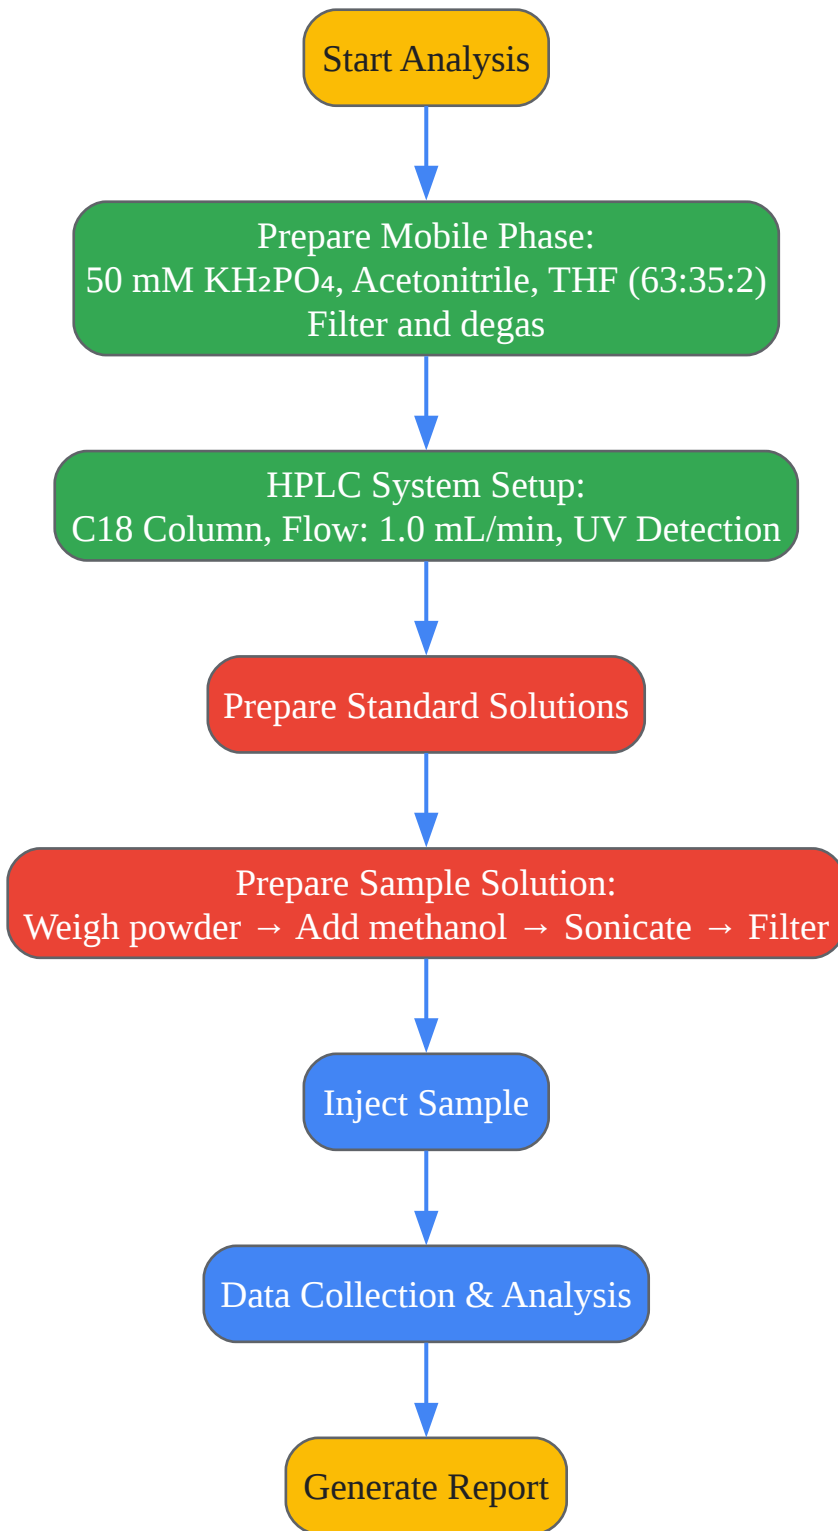 Start Analysis
Prepare Mobile Phase:
50 mM KH₂PO₄, Acetonitrile, THF (63:35:2)
Filter and degas
HPLC System Setup:
C18 Column, Flow: 1.0 mL/min, UV Detection
Prepare Standard Solutions
Prepare Sample Solution:
Weigh powder → Add methanol → Sonicate → Filter
Inject Sample
Data Collection & Analysis
Generate Report